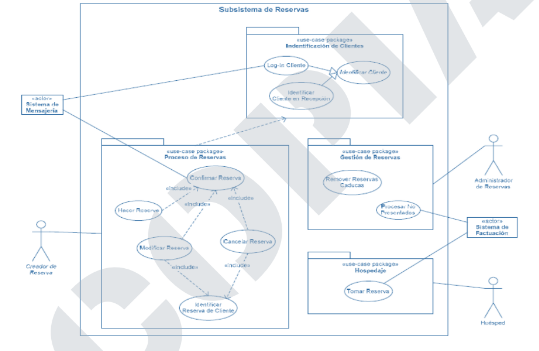 Subsistema de Reservas
«use-case package»
Indentificación de Clientes
Log-in Cliente
Identificar Cliente
Identificar
Cliente en Recepción
«actor»
Sistema de
Mensajería
«use-case package»
Proceso de Reservas
Confirmar Reserva
«include»
«include»
«include»
Hacer Reserva
Modificar Reserva
Cancelar Reserva
«include»
«include»
Identificar
Reserva de Cliente
Creador de
Reserva
«use-case package»
Gestión de Reservas
Remover Reservas
Caducas
Procesar No
Presentados
Administrador
de Reservas
«actor»
Sistema de
Factuación
«use-case package»
Hospedaje
Tomar Reserva
Huésped